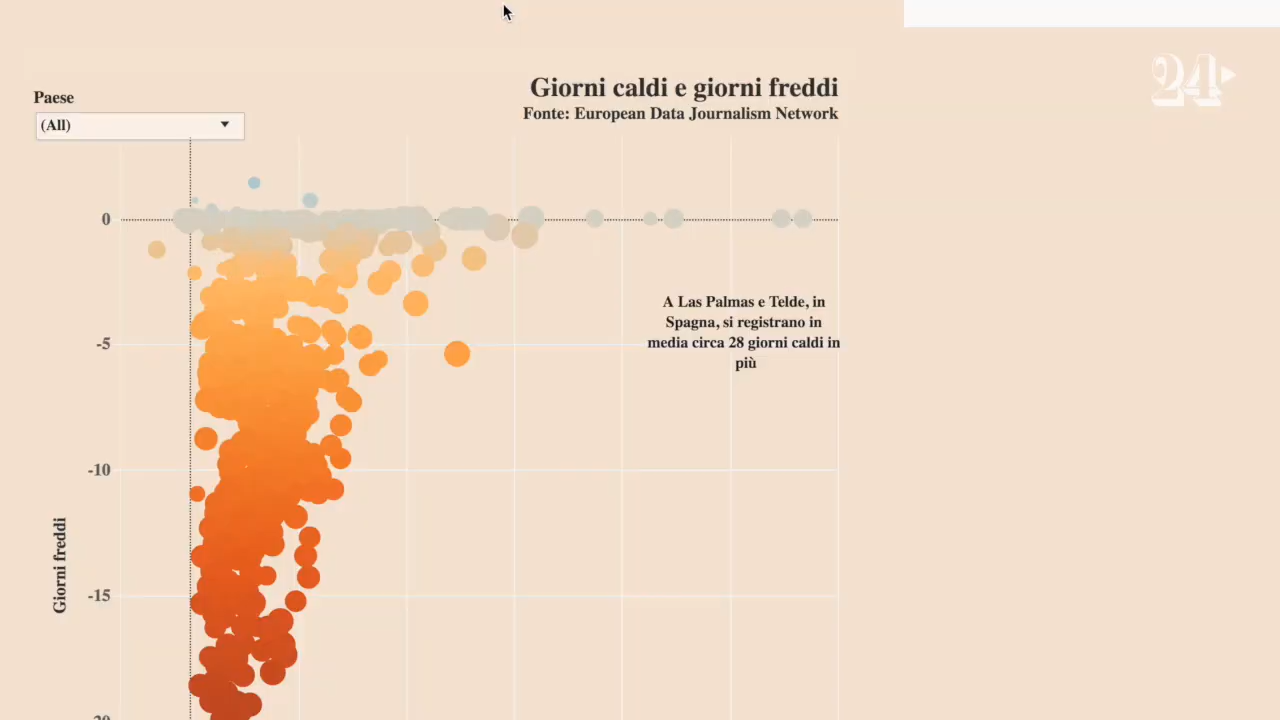 Giorni caldi e giorni freddi
Fonte: European Data Journalism Network
Paese
(All)
24
0
-5
-10
-15
A Las Palmas e Telde, in
Spagna, si registrano in
media circa 28 giorni caldi in
più
Giorni freddi